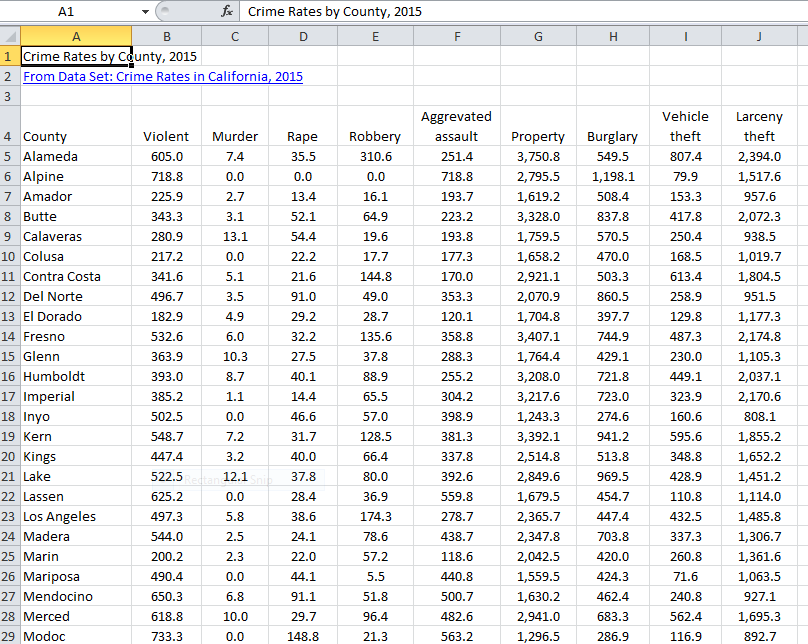 A1 fx Crime Rates by County, 2015
A B C D E F G H I J
1 Crime Rates by County, 2015
2 From Data Set: Crime Rates in California, 2015
3
Aggrevated Vehicle Larceny
4 County Violent Murder Rape Robbery assault Property Burglary theft theft
5 Alameda 605.0 7.4 35.5 310.6 251.4 3,750.8 549.5 807.4 2,394.0
6 Alpine 718.8 0.0 0.0 0.0 718.8 2,795.5 1,198.1 79.9 1,517.6
7 Amador 225.9 2.7 13.4 16.1 193.7 1,619.2 508.4 153.3 957.6
8 Butte 343.3 3.1 52.1 64.9 223.2 3,328.0 837.8 417.8 2,072.3
9 Calaveras 280.9 13.1 54.4 19.6 193.8 1,759.5 570.5 250.4 938.5
10 Colusa 217.2 0.0 22.2 17.7 177.3 1,658.2 470.0 168.5 1,019.7
11 Contra Costa 341.6 5.1 21.6 144.8 170.0 2,921.1 503.3 613.4 1,804.5
12 Del Norte 496.7 3.5 91.0 49.0 353.3 2,070.9 860.5 258.9 951.5
13 El Dorado 182.9 4.9 29.2 28.7 120.1 1,704.8 397.7 129.8 1,177.3
14 Fresno 532.6 6.0 32.2 135.6 358.8 3,407.1 744.9 487.3 2,174.8
15 Glenn 363.9 10.3 27.5 37.8 288.3 1,764.4 429.1 230.0 1,105.3
16 Humboldt 393.0 8.7 40.1 88.9 255.2 3,208.0 721.8 449.1 2,037.1
17 Imperial 385.2 1.1 14.4 65.5 304.2 3,217.6 723.0 323.9 2,170.6
18 Inyo 502.5 0.0 46.6 57.0 398.9 1,243.3 274.6 160.6 808.1
19 Kern 548.7 7.2 31.7 128.5 381.3 3,392.1 941.2 595.6 1,855.2
20 Kings 447.4 3.2 40.0 66.4 337.8 2,514.8 513.8 348.8 1,652.2
21 Lake 522.5 12.1 37.8 80.0 392.6 2,849.6 969.5 428.9 1,451.2
22 Lassen 625.2 0.0 28.4 36.9 559.8 1,679.5 454.7 110.8 1,114.0
23 Los Angeles 497.3 5.8 38.6 174.3 278.7 2,365.7 447.4 432.5 1,485.8
24 Madera 544.0 2.5 24.1 78.6 438.7 2,347.8 703.8 337.3 1,306.7
25 Marin 200.2 2.3 22.0 57.2 118.6 2,042.5 420.0 260.8 1,361.6
26 Mariposa 490.4 0.0 44.1 5.5 440.8 1,559.5 424.3 71.6 1,063.5
27 Mendocino 650.3 6.8 91.1 51.8 500.7 1,630.2 462.4 240.8 927.1
28 Merced 618.8 10.0 29.7 96.4 482.6 2,941.0 683.3 562.4 1,695.3
29 Modoc 733.3 0.0 148.8 21.3 563.2 1,296.5 286.9 116.9 892.7